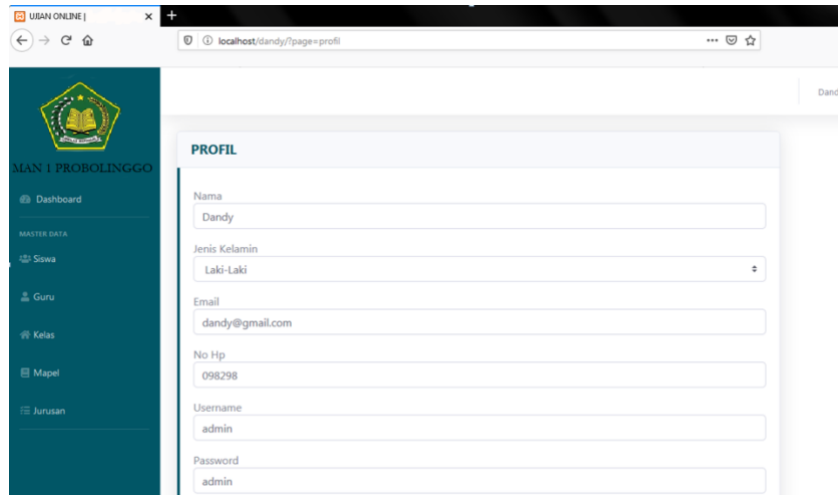 UJIAN ONLINE |
localhost/dandy/?page=profil
Dand
MAN 1 PROBOLINGGO
Dashboard
MASTER DATA
Siswa
Guru
Kelas
Mapel
Jurusan
PROFIL
Nama
Dandy
Jenis Kelamin
Laki-Laki
Email
dandy@gmail.com
No Hp
098298
Username
admin
Password
admin